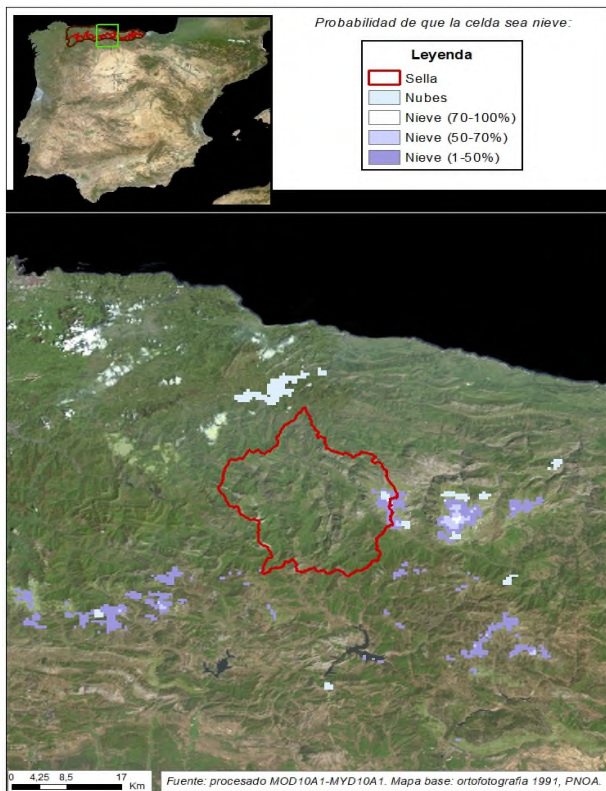 Probabilidad de que la celda sea nieve:
Leyenda
Sella
Nubes
Nieve (70-100%)
Nieve (50-70%)
Nieve (1-50%)
0 4,25 8,5 17
Km
Fuente: procesado MOD10A1-MYD10A1. Mapa base: ortofotografia 1991, PNOA.